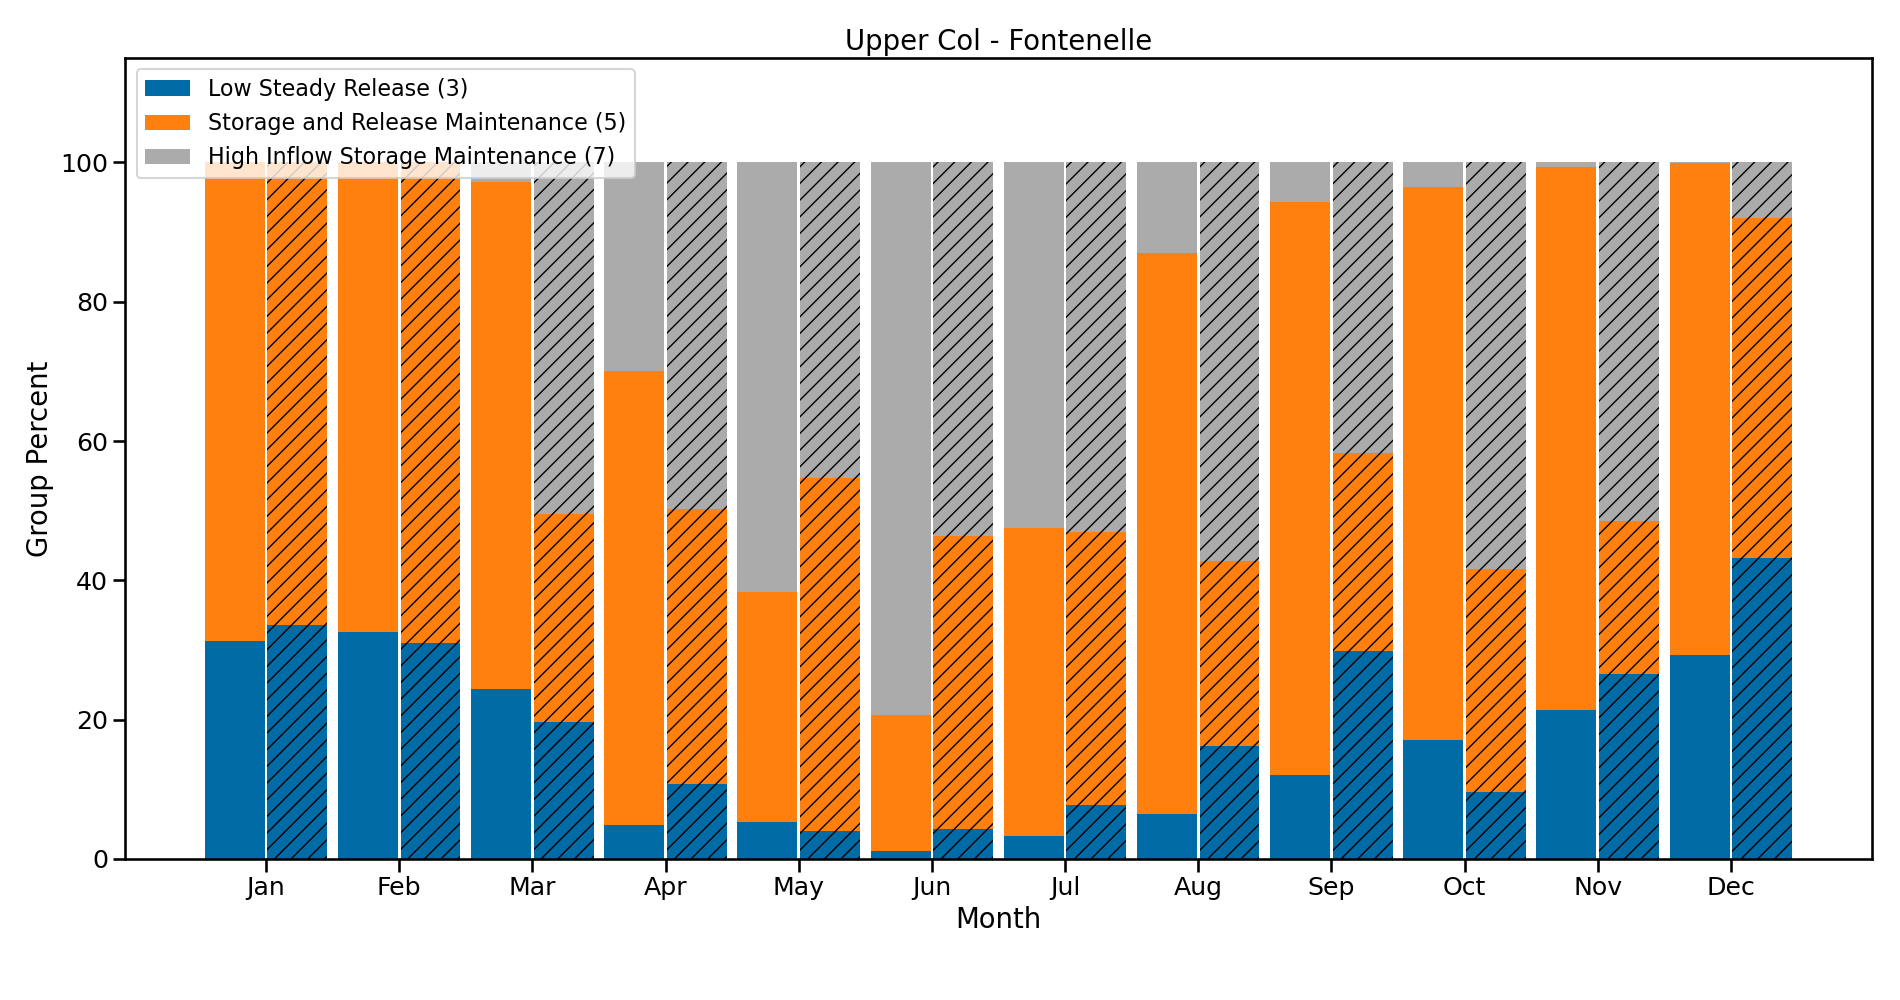 Upper Col - Fontenelle
Low Steady Release (3)
Storage and Release Maintenance (5)
High Inflow Storage Maintenance (7)
100
80
60
40
20
0
Group Percent
Jan Feb Mar Apr May Jun Jul Aug Sep Oct Nov Dec
Month